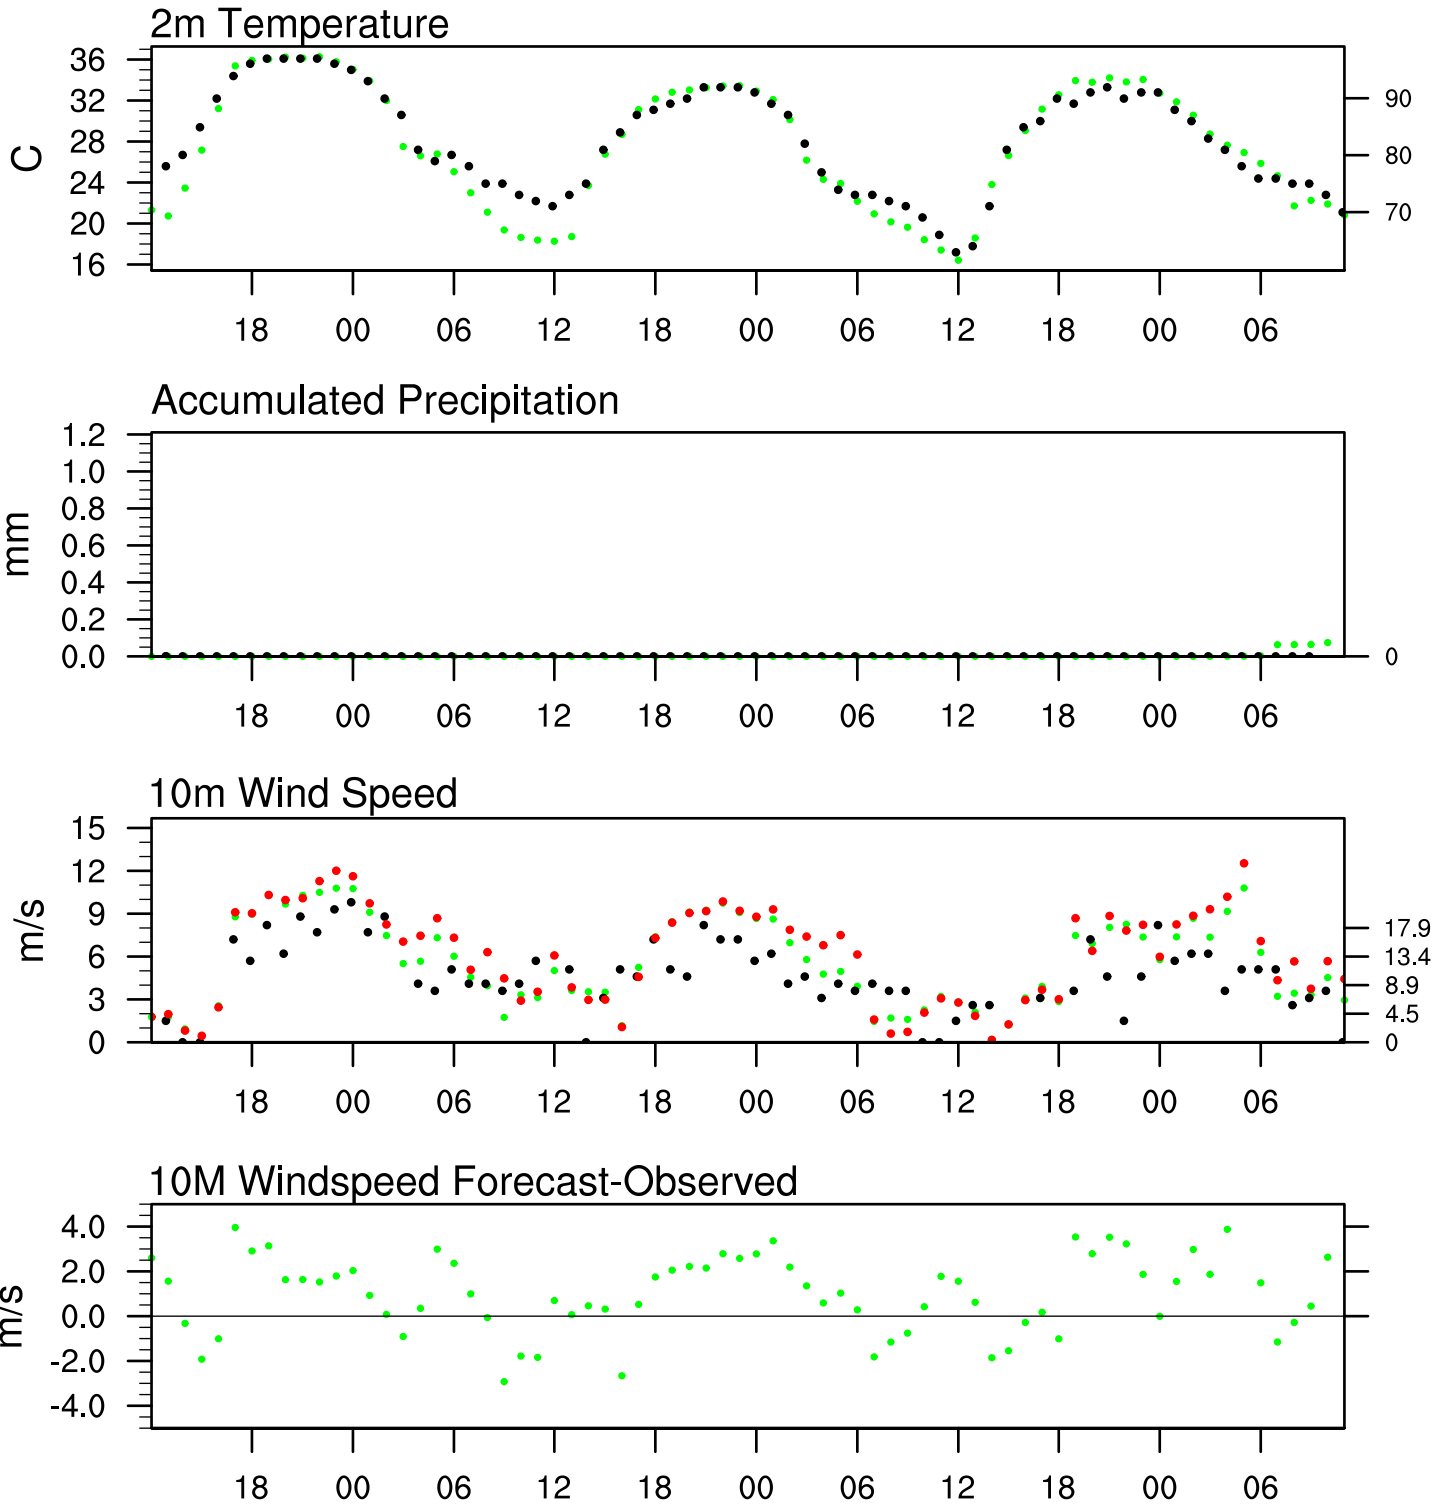 2m Temperature
36
32
28
24
20
16
C
90
80
70
18 00 06 12 18 00 06 12 18 00 06
Accumulated Precipitation
1.2
1.0
0.8
0.6
0.4
0.2
0.0
mm
0
18 00 06 12 18 00 06 12 18 00 06
10m Wind Speed
15
12
9
6
3
0
m/s
17.9
13.4
8.9
4.5
0
18 00 06 12 18 00 06 12 18 00 06
10M Windspeed Forecast-Observed
4.0
2.0
0.0
-2.0
-4.0
m/s
18 00 06 12 18 00 06 12 18 00 06